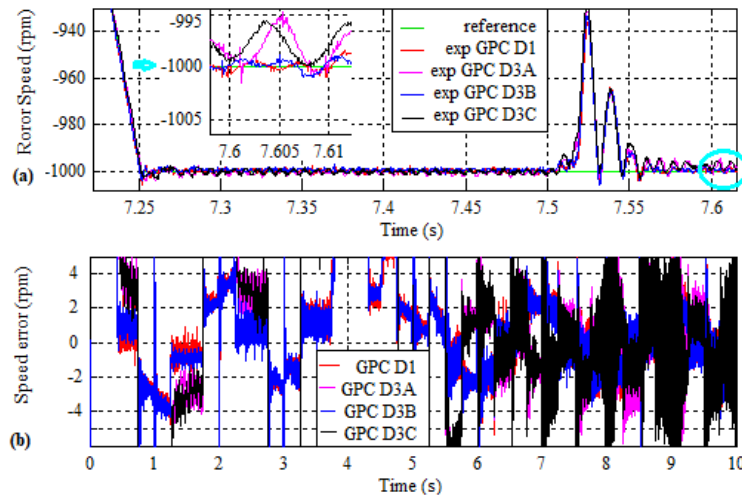 -930
-960
-980
-1000
Roror Speed (rpm)
(a)
-995
-1000
-1005
7.6
7.605
7.611
reference
exp GPC D1
exp GPC D3A
exp GPC D3B
exp GPC D3C
7.25
7.3
7.35
7.4
7.45
7.5
7.55
7.6
Time (s)
4
2
0
-2
-4
Speed error (rpm)
(b)
GPC D1
GPC D3A
GPC D3B
GPC D3C
0
1
2
3
4
5
6
7
8
9
10
Time (s)